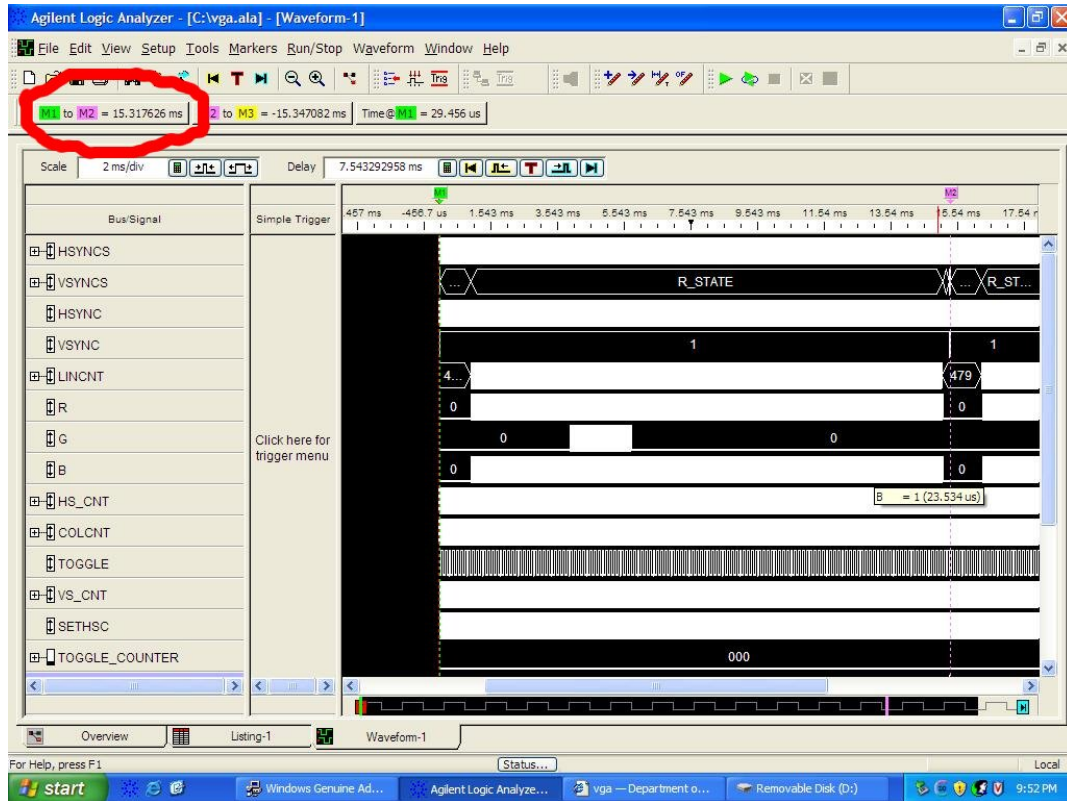 Agilent Logic Analyzer - [C:\vga.ala] - [Waveform-1]
File Edit View Setup Tools Markers Run/Stop Waveform Window Help
M1 to M2 = 15.317626 ms
to M3 = -15.347082 ms
Time@ M1 = 29.456 us
Scale 2 ms/div Delay 7.543292958 ms
M1 M2
Bus/Signal Simple Trigger
.457 ms -456.7 us 1.543 ms 3.543 ms 5.543 ms 7.543 ms 9.543 ms 11.54 ms 13.54 ms 15.54 ms 17.54
HSYNCS
VSYNCS ... R_STATE ... R_ST...
HSYNC
VSYNC 1 1
LINCNT 4... 479
R 0 0
G 0 0
Click here for
trigger menu
B 0 0
B = 1 (23.534 us)
HS_CNT
COLCNT
TOGGLE
VS_CNT
SETHSC
TOGGLE_COUNTER 000
Overview Listing-1 Waveform-1
For Help, press F1 Status... Local
start Windows Genuine Ad... Agilent Logic Analyze... vga — Department o... Removable Disk (D:) 9:52 PM